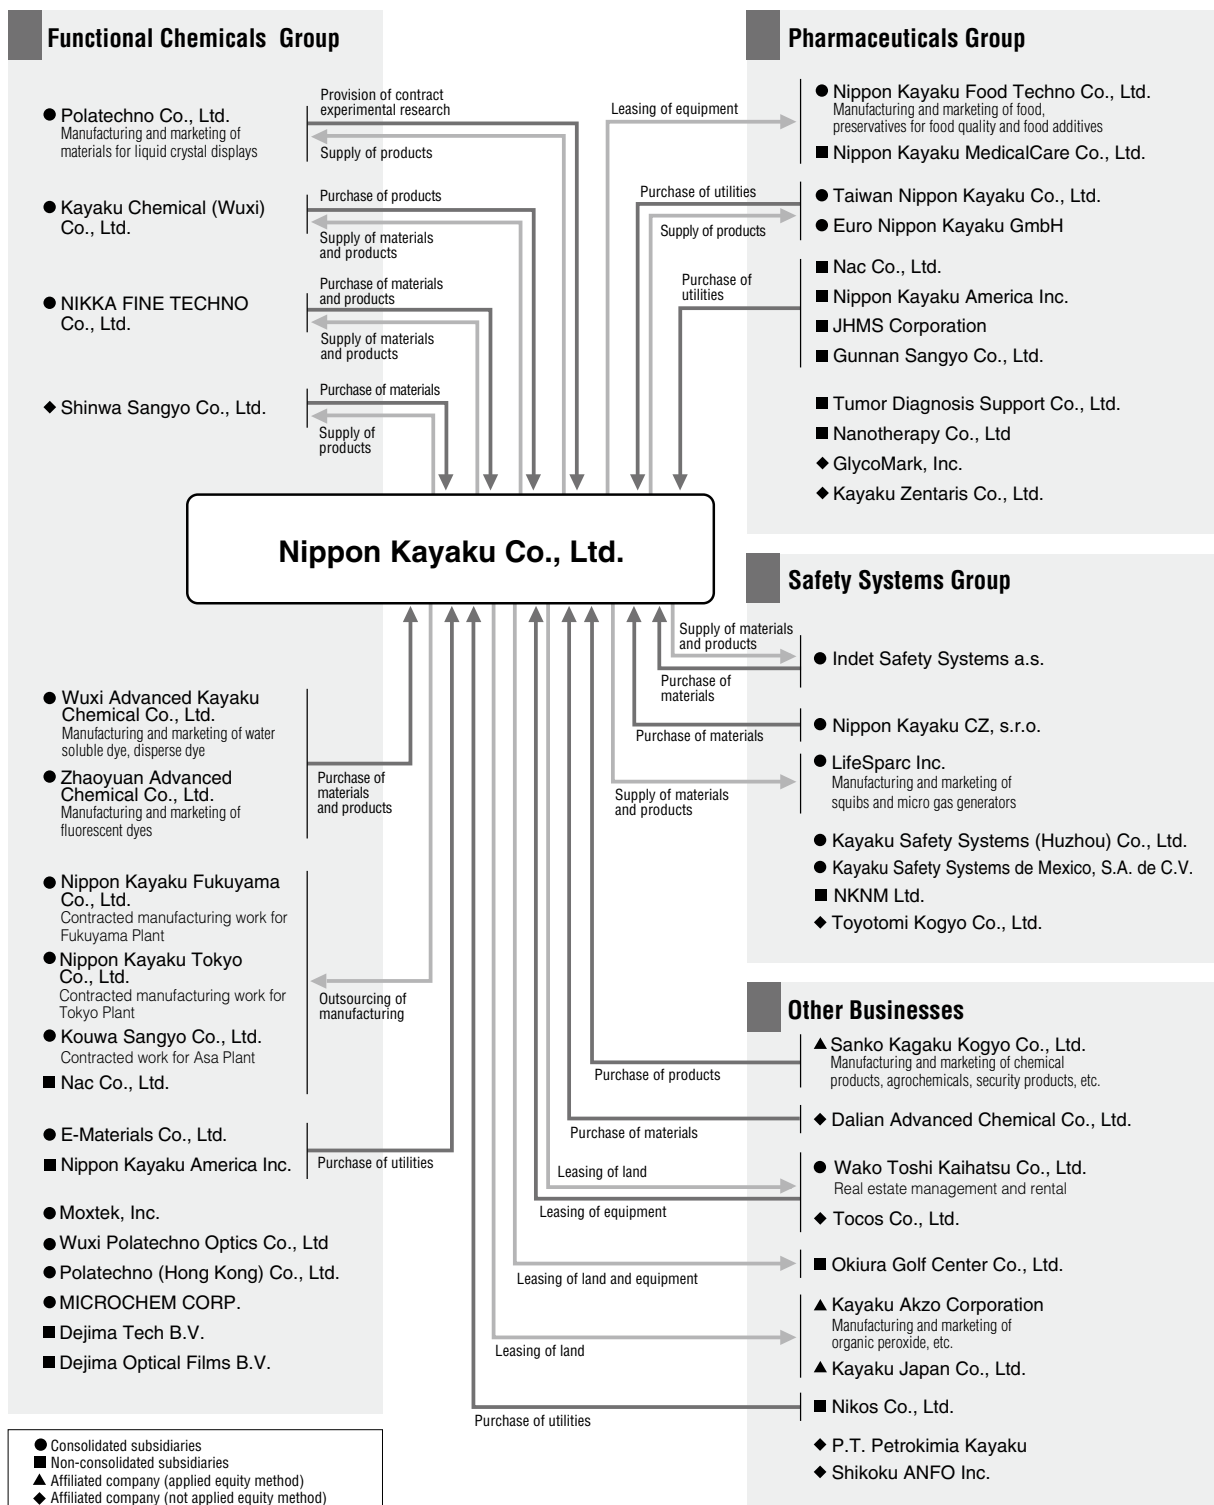 Functional Chemicals Group
● Polatechno Co., Ltd.
Manufacturing and marketing of
materials for liquid crystal displays
Provision of contract
experimental research
Supply of products
● Kayaku Chemical (Wuxi)
Co., Ltd.
Purchase of products
Supply of materials
and products
● NIKKA FINE TECHNO
Co., Ltd.
Purchase of materials
and products
Supply of materials
and products
◆ Shinwa Sangyo Co., Ltd.
Purchase of materials
Supply of
products
Pharmaceuticals Group
Leasing of equipment
● Nippon Kayaku Food Techno Co., Ltd.
Manufacturing and marketing of food,
preservatives for food quality and food additives
■ Nippon Kayaku MedicalCare Co., Ltd.
Purchase of utilities
Supply of products
● Taiwan Nippon Kayaku Co., Ltd.
● Euro Nippon Kayaku GmbH
Purchase of
utilities
■ Nac Co., Ltd.
■ Nippon Kayaku America Inc.
■ JHMS Corporation
■ Gunnan Sangyo Co., Ltd.
■ Tumor Diagnosis Support Co., Ltd.
■ Nanotherapy Co., Ltd
◆ GlycoMark, Inc.
◆ Kayaku Zentaris Co., Ltd.
Nippon Kayaku Co., Ltd.
● Wuxi Advanced Kayaku
Chemical Co., Ltd.
Manufacturing and marketing of water
soluble dye, disperse dye
● Zhaoyuan Advanced
Chemical Co., Ltd.
Manufacturing and marketing of
fluorescent dyes
Purchase of
materials
and products
● Nippon Kayaku Fukuyama
Co., Ltd.
Contracted manufacturing work for
Fukuyama Plant
● Nippon Kayaku Tokyo
Co., Ltd.
Contracted manufacturing work for
Tokyo Plant
● Kouwa Sangyo Co., Ltd.
Contracted work for Asa Plant
■ Nac Co., Ltd.
Outsourcing of
manufacturing
● E-Materials Co., Ltd.
■ Nippon Kayaku America Inc.
Purchase of utilities
● Moxtek, Inc.
● Wuxi Polatechno Optics Co., Ltd
● Polatechno (Hong Kong) Co., Ltd.
● MICROCHEM CORP.
■ Dejima Tech B.V.
■ Dejima Optical Films B.V.
Safety Systems Group
Supply of materials
and products
● Indet Safety Systems a.s.
Purchase of
materials
● Nippon Kayaku CZ, s.r.o.
Purchase of materials
● LifeSparc Inc.
Manufacturing and marketing of
squibs and micro gas generators
Supply of materials
and products
● Kayaku Safety Systems (Huzhou) Co., Ltd.
● Kayaku Safety Systems de Mexico, S.A. de C.V.
■ NKNM Ltd.
◆ Toyotomi Kogyo Co., Ltd.
Other Businesses
▲ Sanko Kagaku Kogyo Co., Ltd.
Manufacturing and marketing of chemical
products, agrochemicals, security products, etc.
Purchase of products
◆ Dalian Advanced Chemical Co., Ltd.
Purchase of materials
● Wako Toshi Kaihatsu Co., Ltd.
Real estate management and rental
◆ Tocos Co., Ltd.
Leasing of land
Leasing of equipment
■ Okiura Golf Center Co., Ltd.
Leasing of land and equipment
▲ Kayaku Akzo Corporation
Manufacturing and marketing of
organic peroxide, etc.
▲ Kayaku Japan Co., Ltd.
Leasing of land
■ Nikos Co., Ltd.
Purchase of utilities
◆ P.T. Petrokimia Kayaku
◆ Shikoku ANFO Inc.
● Consolidated subsidiaries
■ Non-consolidated subsidiaries
▲ Affiliated company (applied equity method)
◆ Affiliated company (not applied equity method)